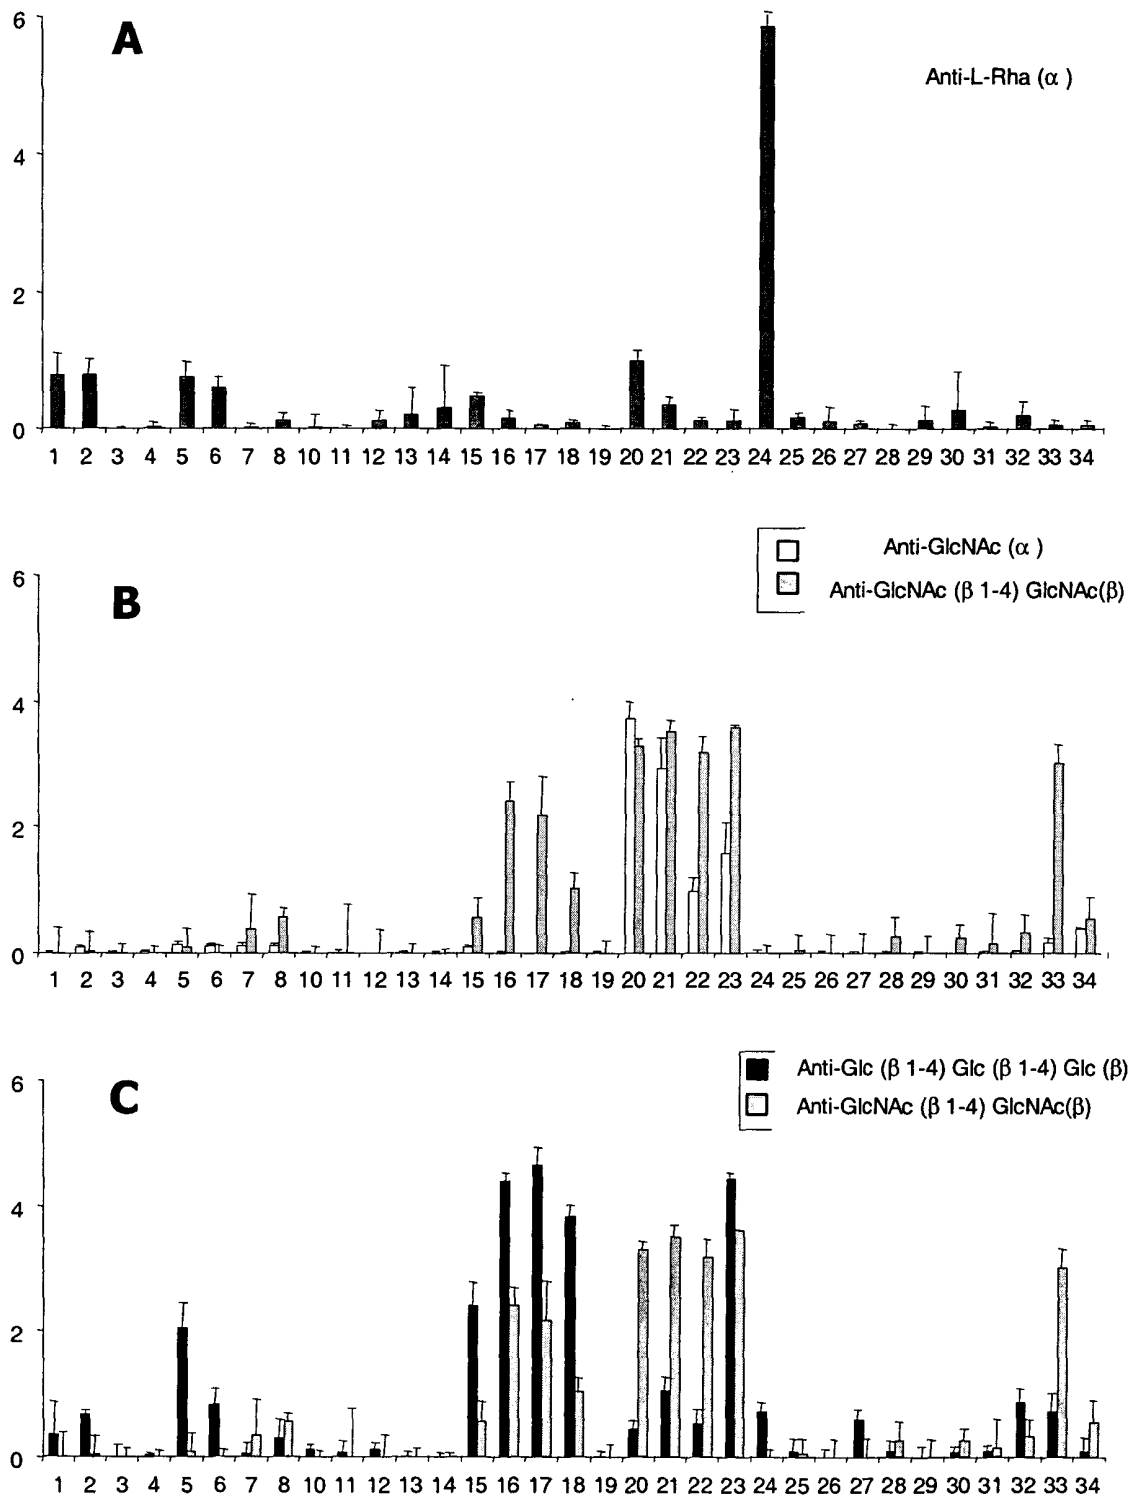 6
A
Anti-L-Rha (α )
4
2
0
1 2 3 4 5 6 7 8 10 11 12 13 14 15 16 17 18 19 20 21 22 23 24 25 26 27 28 29 30 31 32 33 34
Anti-GlcNAc (α )
Anti-GlcNAc (β 1-4) GlcNAc(β)
6
B
4
2
0
1 2 3 4 5 6 7 8 10 11 12 13 14 15 16 17 18 19 20 21 22 23 24 25 26 27 28 29 30 31 32 33 34
Anti-Glc (β 1-4) Glc (β 1-4) Glc (β)
Anti-GlcNAc (β 1-4) GlcNAc(β)
6
C
4
2
0
1 2 3 4 5 6 7 8 10 11 12 13 14 15 16 17 18 19 20 21 22 23 24 25 26 27 28 29 30 31 32 33 34